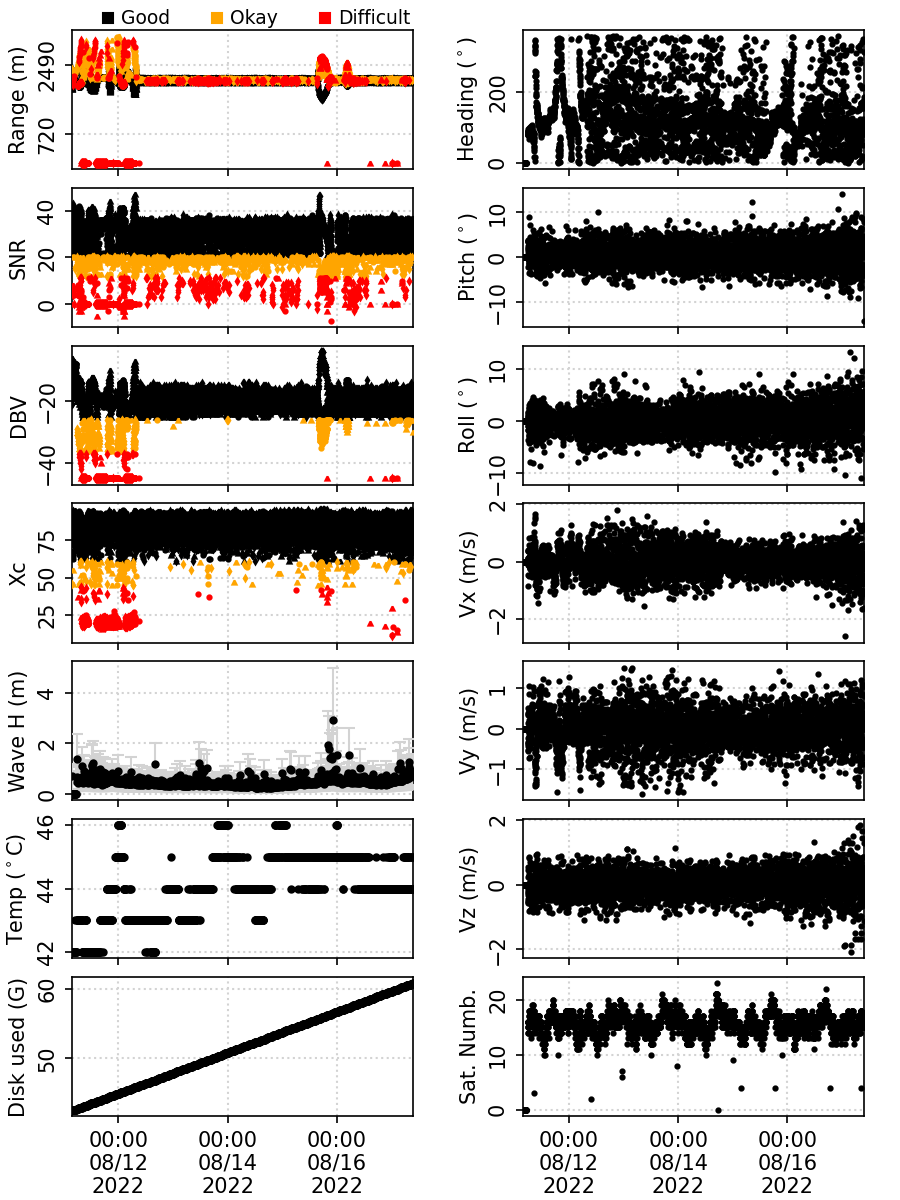 Good Okay Difficult
Range (m)
2490
720
Heading (°)
200
0
SNR
40
20
0
Pitch (°)
10
0
−10
DBV
−20
−40
Roll (°)
10
0
−10
Xc
75
50
25
Vx (m/s)
2
0
−2
Wave H (m)
4
2
0
Vy (m/s)
1
0
−1
Temp (°C)
46
44
42
Vz (m/s)
2
0
−2
Disk used (G)
60
50
Sat. Numb.
20
10
0
00:00 00:00 00:00
08/12 08/14 08/16
2022 2022 2022
00:00 00:00 00:00
08/12 08/14 08/16
2022 2022 2022